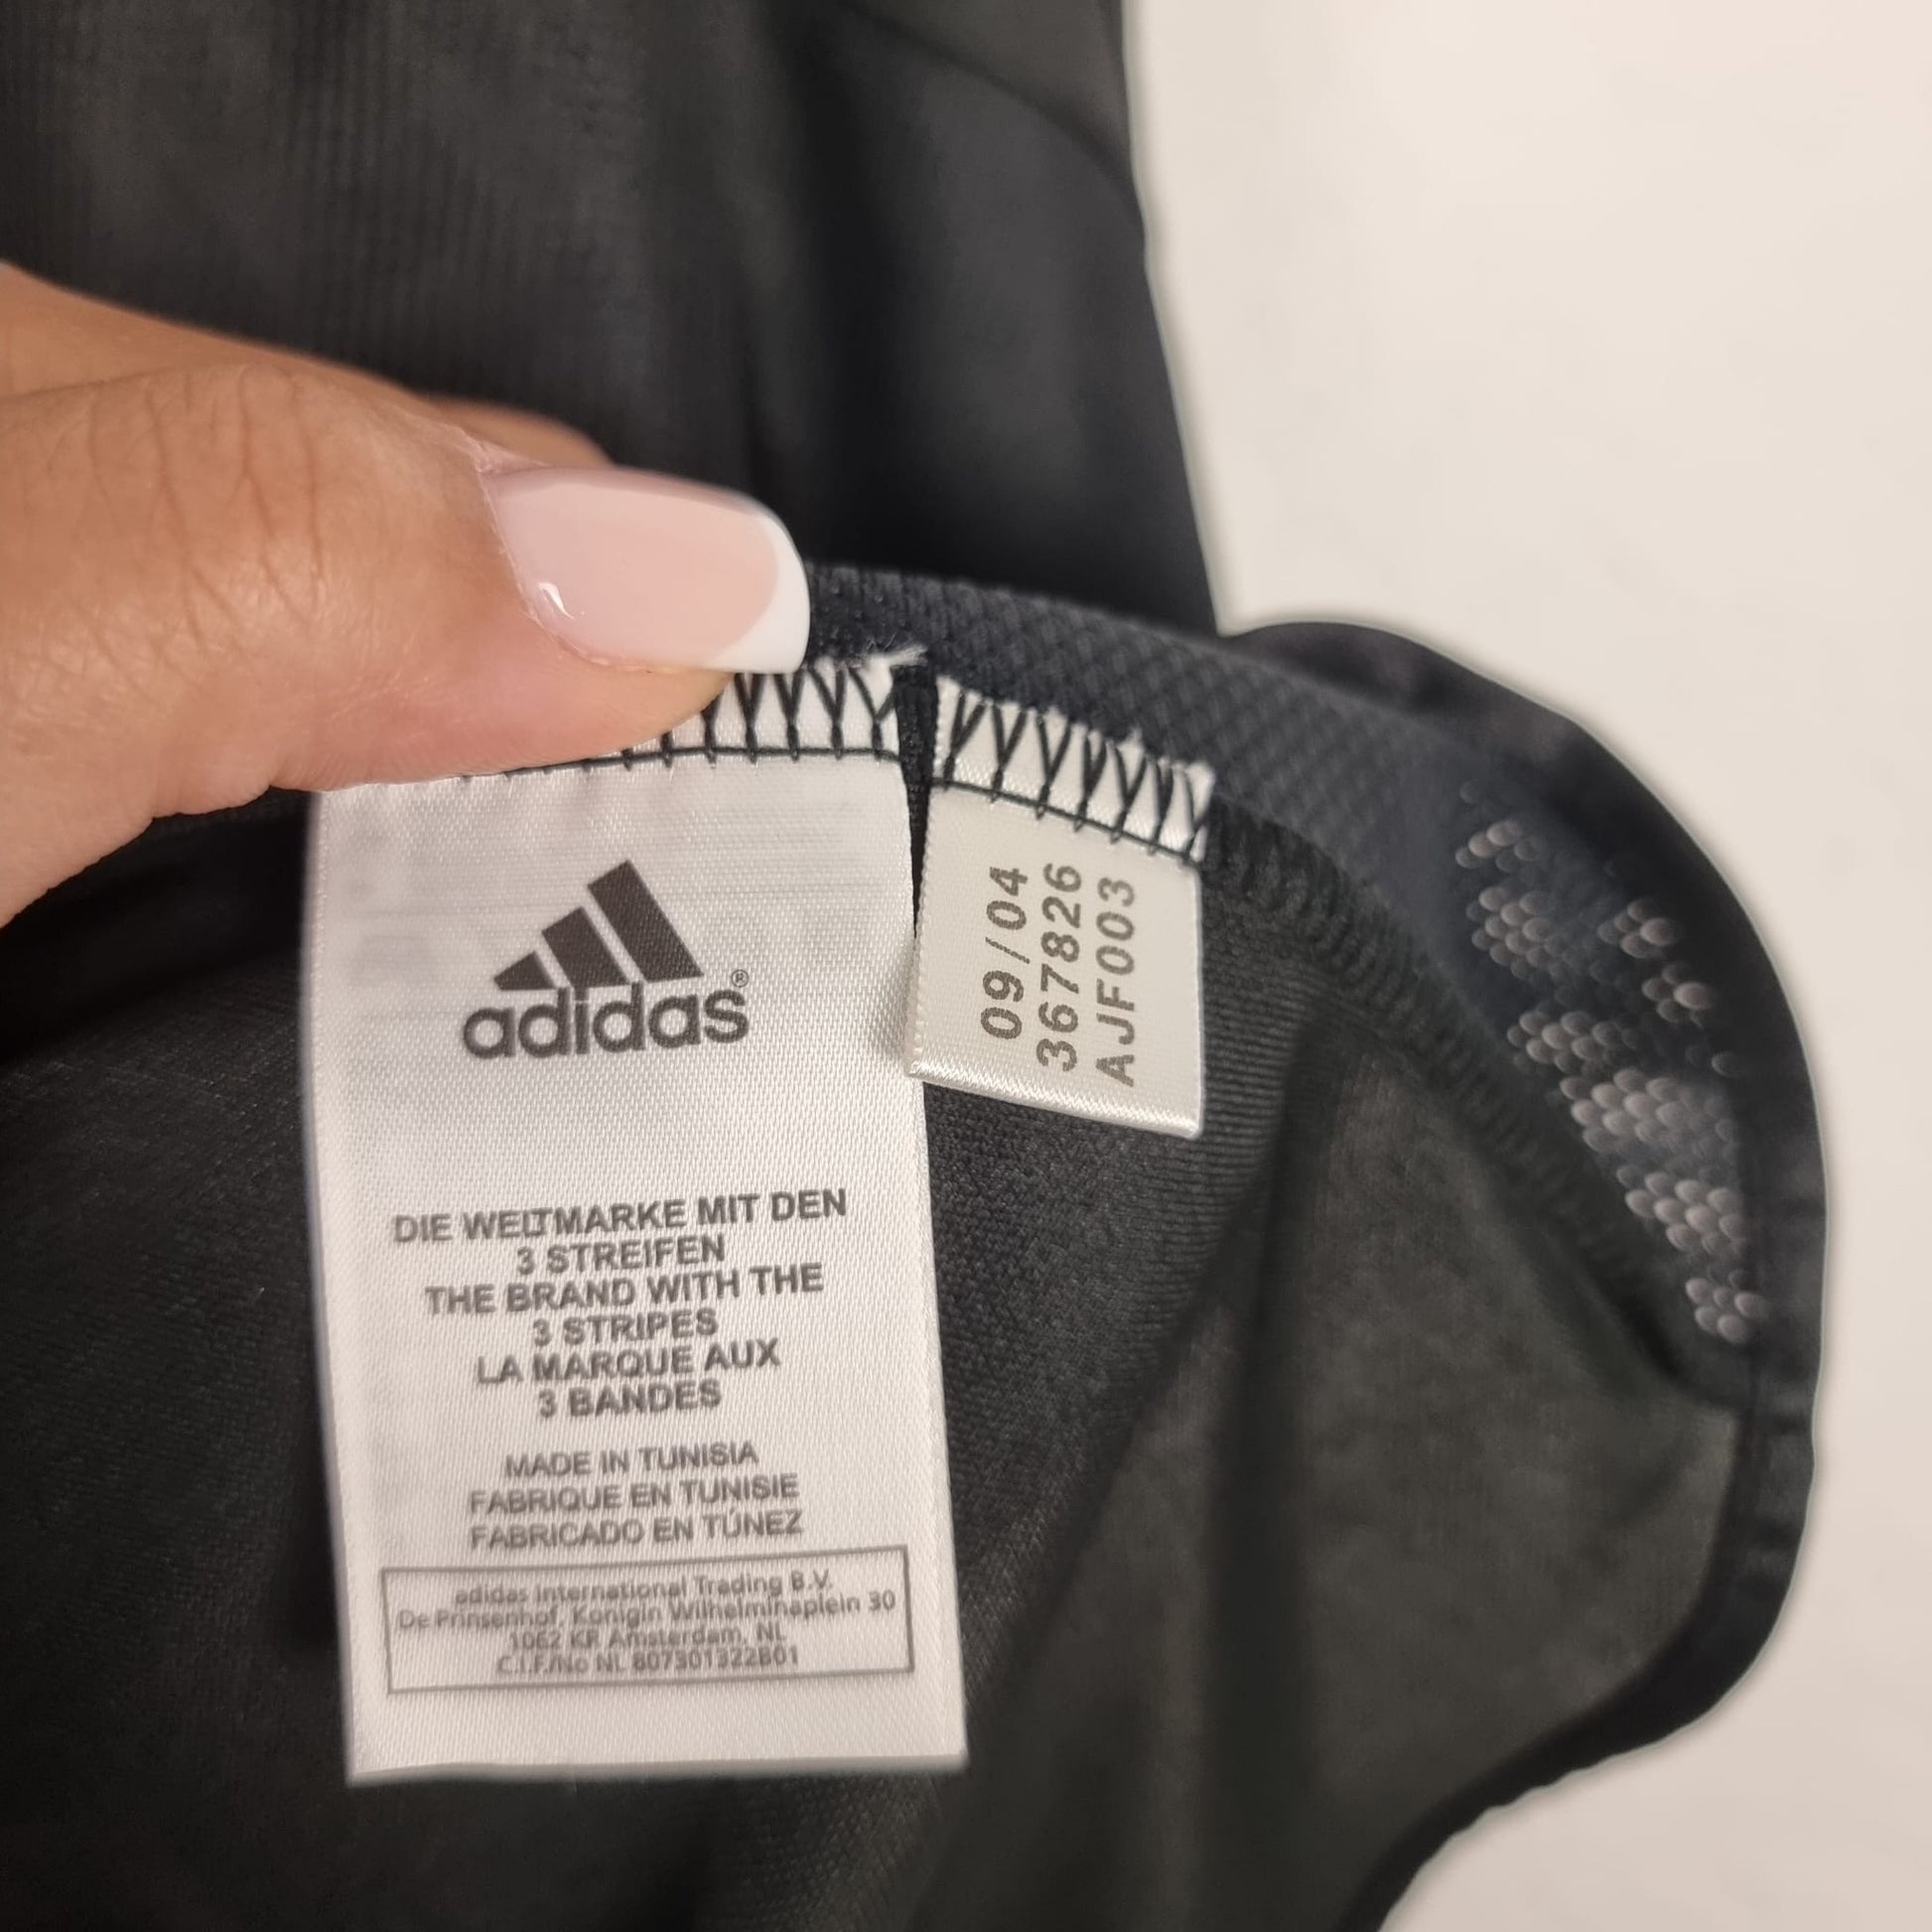 adidas®
DIE WELTMARKE MIT DEN
3 STREIFEN
THE BRAND WITH THE
3 STRIPES
LA MARQUE AUX
3 BANDES
MADE IN TUNISIA
FABRIQUE EN TUNISIE
FABRICADO EN TÚNEZ
adidas International Trading B.V.
De Prinsenhof, Konigin Wilhelminaplein 30
1062 KR Amsterdam, NL
C.I.F./No NL 807301322B01
09/04
367826
AJF003